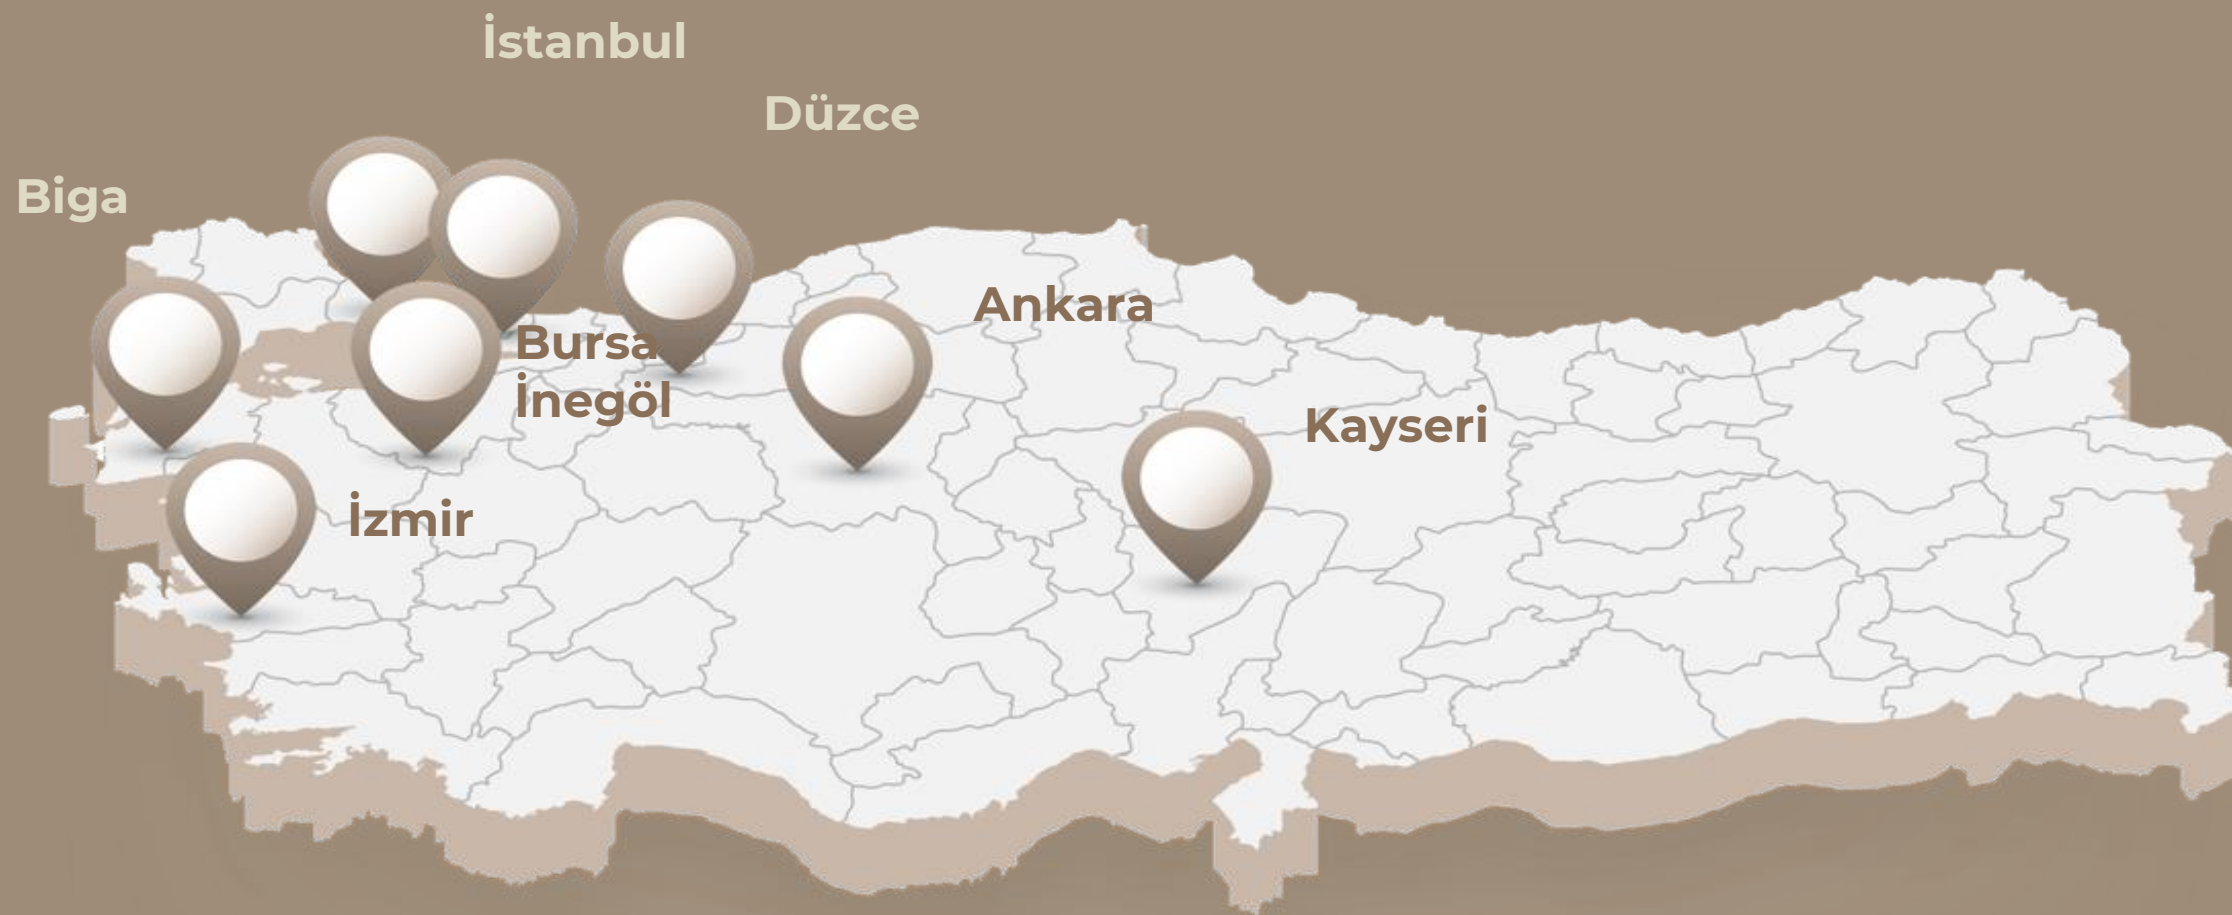 İstanbul
Düzce
Biga
Ankara
Bursa
İnegöl
Kayseri
İzmir